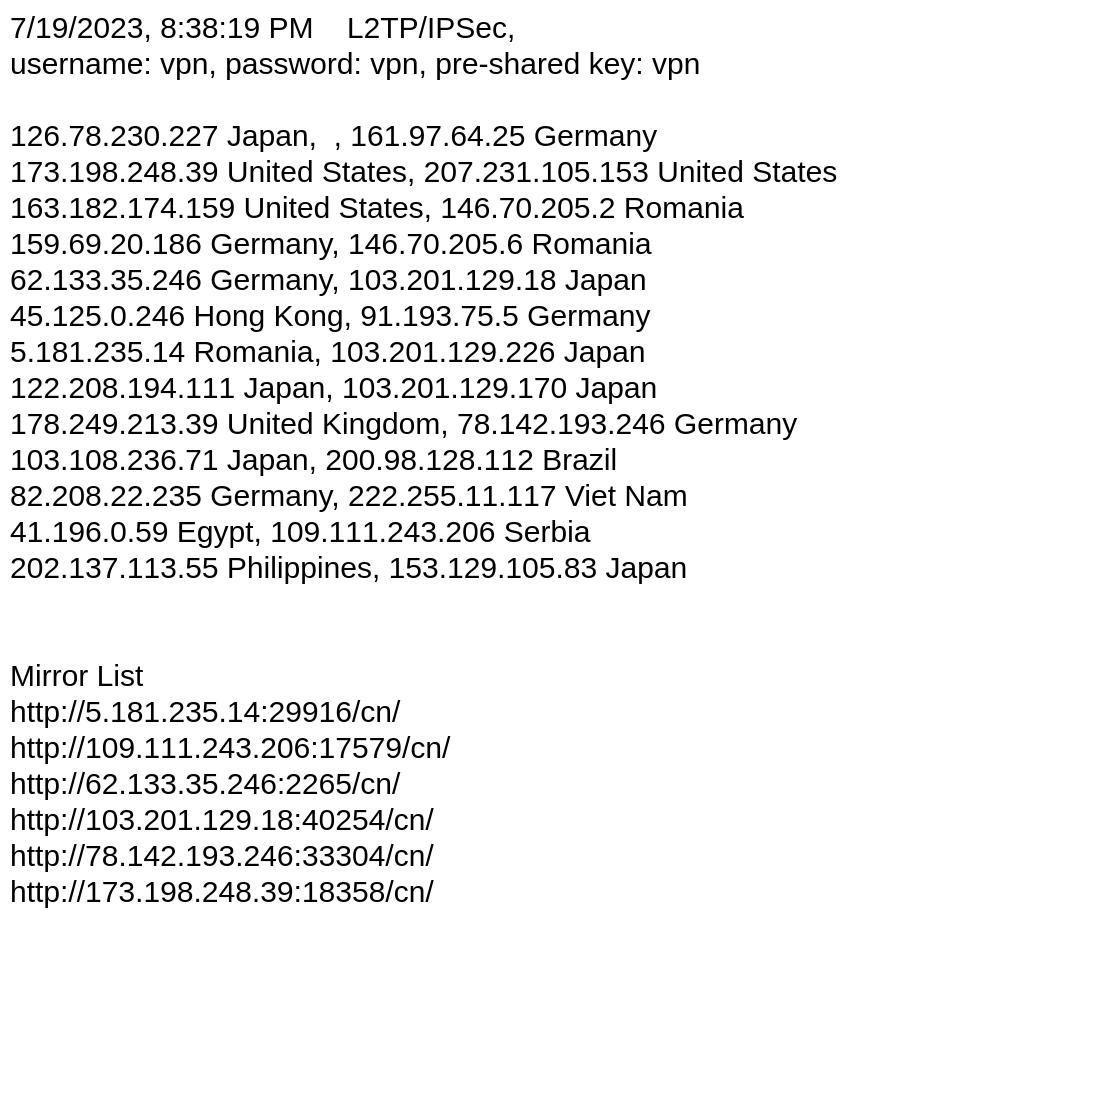 7/19/2023, 8:38:19 PM    L2TP/IPSec,
username: vpn, password: vpn, pre-shared key: vpn
126.78.230.227 Japan,  , 161.97.64.25 Germany
173.198.248.39 United States, 207.231.105.153 United States
163.182.174.159 United States, 146.70.205.2 Romania
159.69.20.186 Germany, 146.70.205.6 Romania
62.133.35.246 Germany, 103.201.129.18 Japan
45.125.0.246 Hong Kong, 91.193.75.5 Germany
5.181.235.14 Romania, 103.201.129.226 Japan
122.208.194.111 Japan, 103.201.129.170 Japan
178.249.213.39 United Kingdom, 78.142.193.246 Germany
103.108.236.71 Japan, 200.98.128.112 Brazil
82.208.22.235 Germany, 222.255.11.117 Viet Nam
41.196.0.59 Egypt, 109.111.243.206 Serbia
202.137.113.55 Philippines, 153.129.105.83 Japan
Mirror List
http://5.181.235.14:29916/cn/
http://109.111.243.206:17579/cn/
http://62.133.35.246:2265/cn/
http://103.201.129.18:40254/cn/
http://78.142.193.246:33304/cn/
http://173.198.248.39:18358/cn/